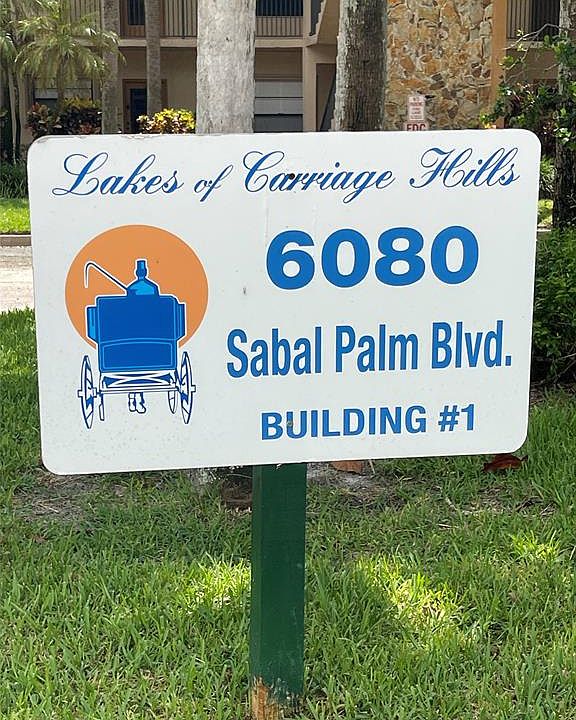 Lakes of Carriage Hills
6080
Sabal Palm Blvd.
BUILDING #1